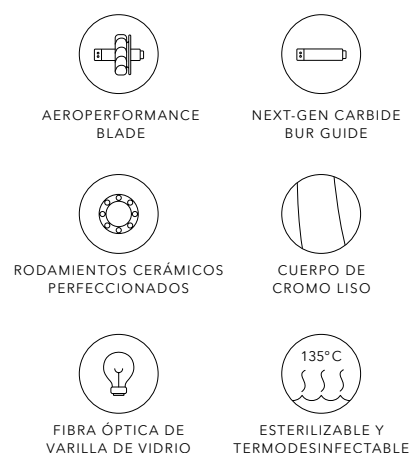 AEROPERFORMANCE
BLADE
NEXT-GEN CARBIDE
BUR GUIDE
RODAMIENTOS CERÁMICOS
PERFECCIONADOS
CUERPO DE
CROMO LISO
FIBRA ÓPTICA DE
VARILLA DE VIDRIO
135°C
ESTERILIZABLE Y
TERMODESINFECTABLE